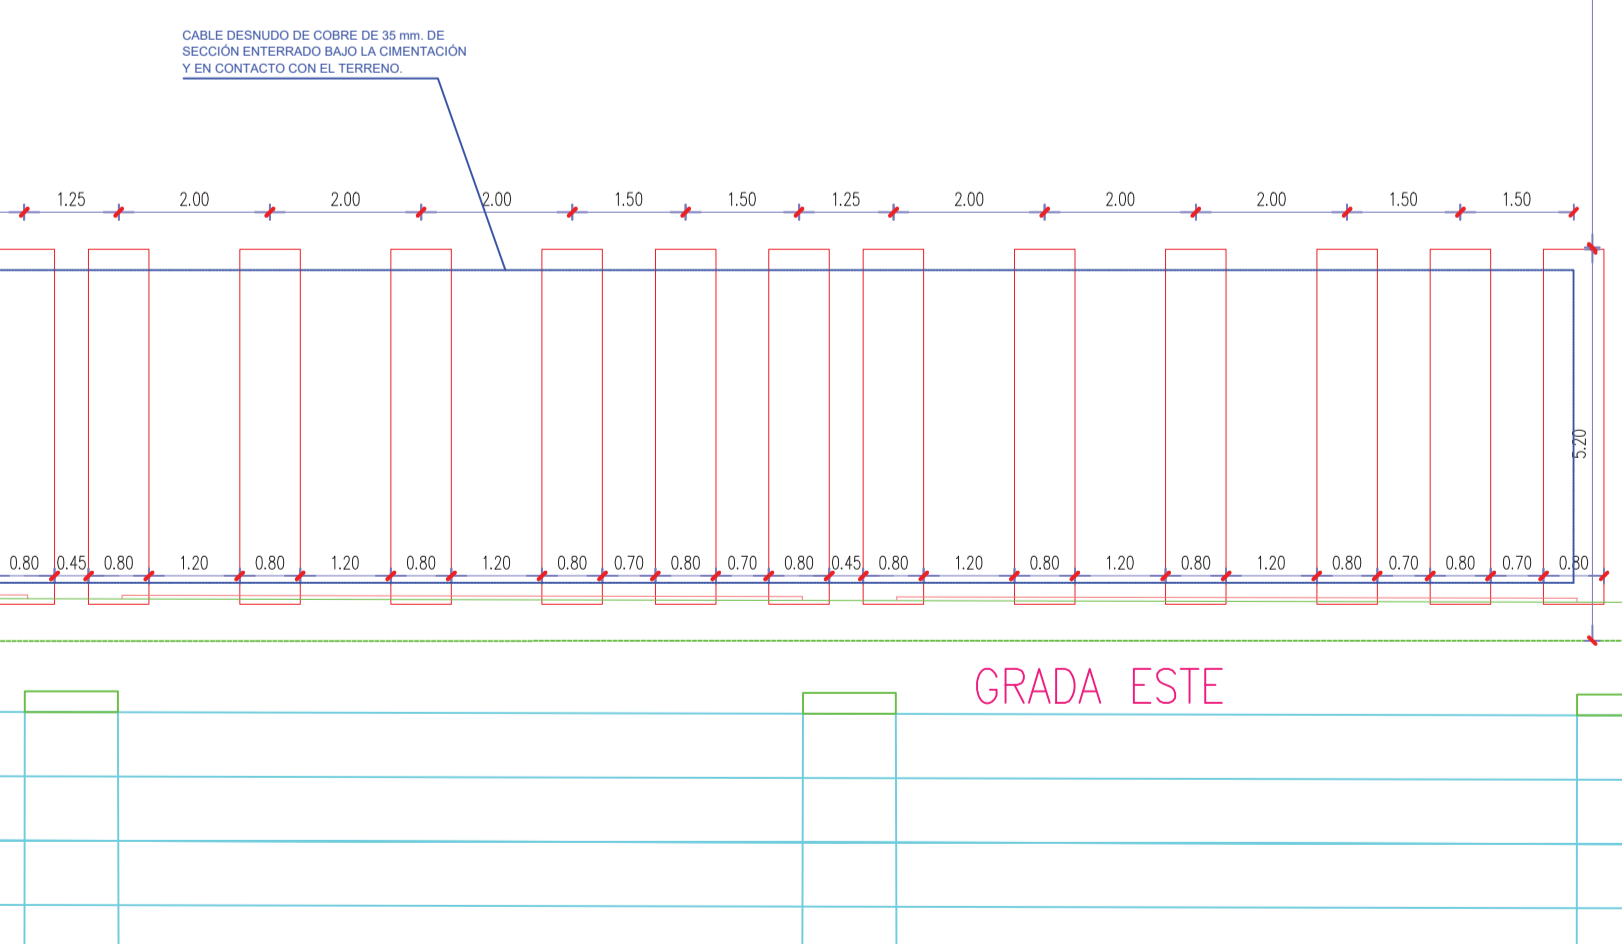 CABLE DESNUDO DE COBRE DE 35 mm. DE
SECCIÓN ENTERRADO BAJO LA CIMENTACIÓN
Y EN CONTACTO CON EL TERRENO.
1.25 2.00 2.00 2.00 1.50 1.50 1.25 2.00 2.00 2.00 1.50 1.50
5.20
0.80 0.45 0.80 1.20 0.80 1.20 0.80 1.20 0.80 0.70 0.80 0.70 0.80 0.45 0.80 1.20 0.80 1.20 0.80 1.20 0.80 0.70 0.80 0.70 0.80
GRADA ESTE